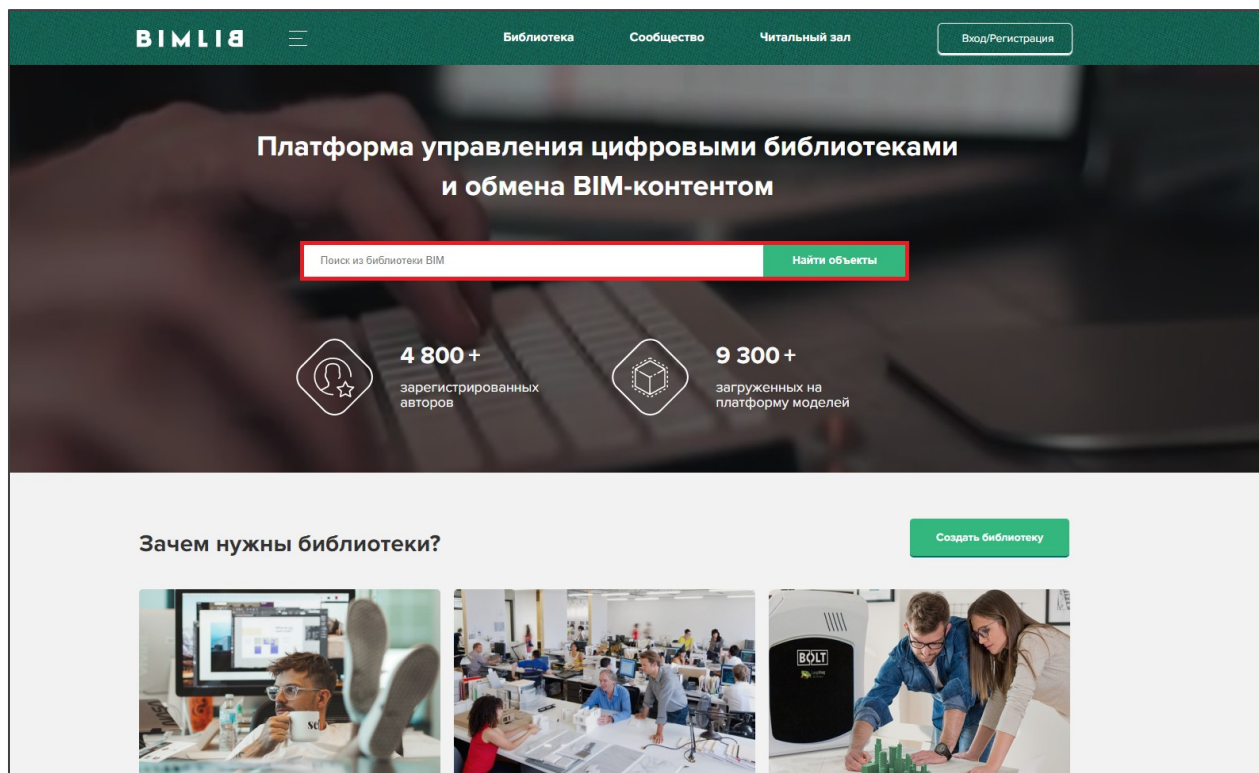 BIMLIB
Библиотека
Сообщество
Читальный зал
Вход/Регистрация
Платформа управления цифровыми библиотеками
и обмена BIM-контентом
Поиск из библиотеки BIM
Найти объекты
4 800 +
зарегистрированных
авторов
9 300 +
загруженных на
платформу моделей
Зачем нужны библиотеки?
Создать библиотеку
BOLT